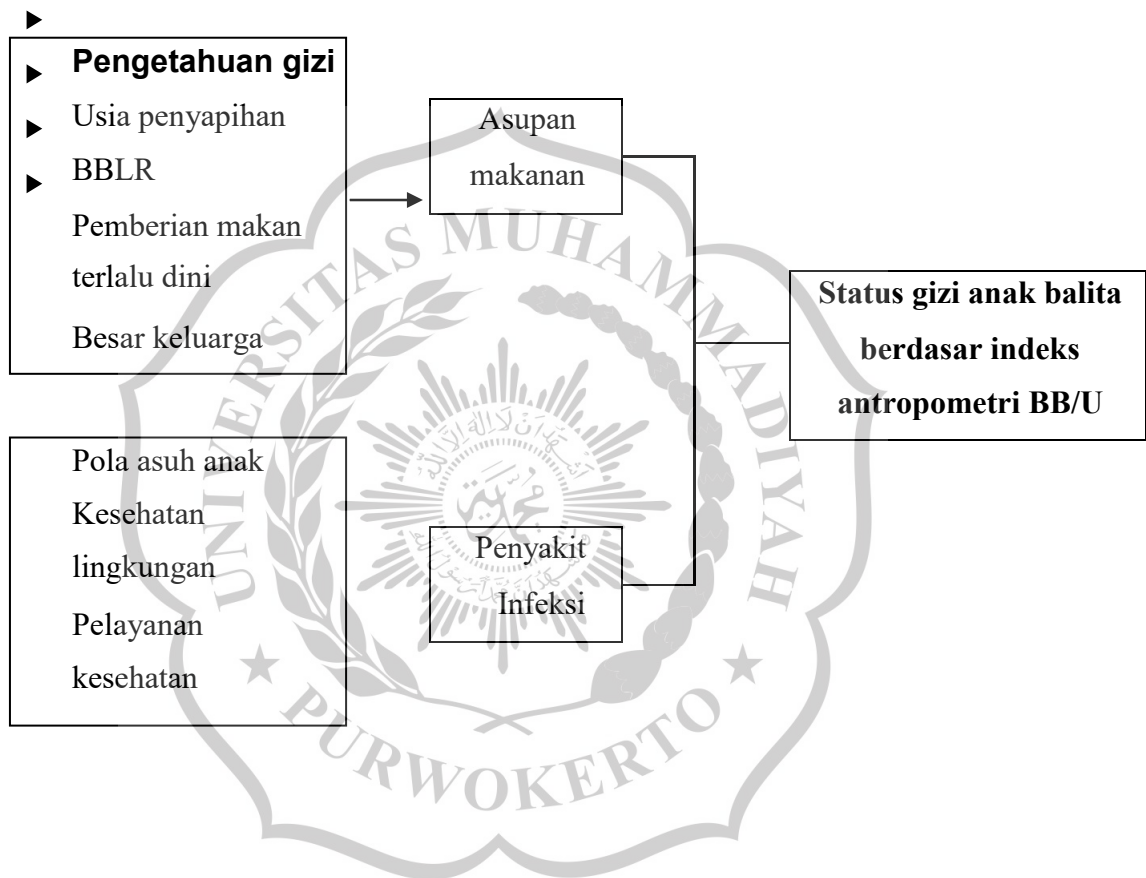 Pengetahuan gizi
Usia penyapihan
BBLR
Pemberian makan
terlalu dini
Besar keluarga
Asupan
makanan
Status gizi anak balita
berdasar indeks
antropometri BB/U
Pola asuh anak
Kesehatan
lingkungan
Pelayanan
kesehatan
Penyakit
Infeksi
UNIVERSITAS MUHAMMADIYAH
PURWOKERTO